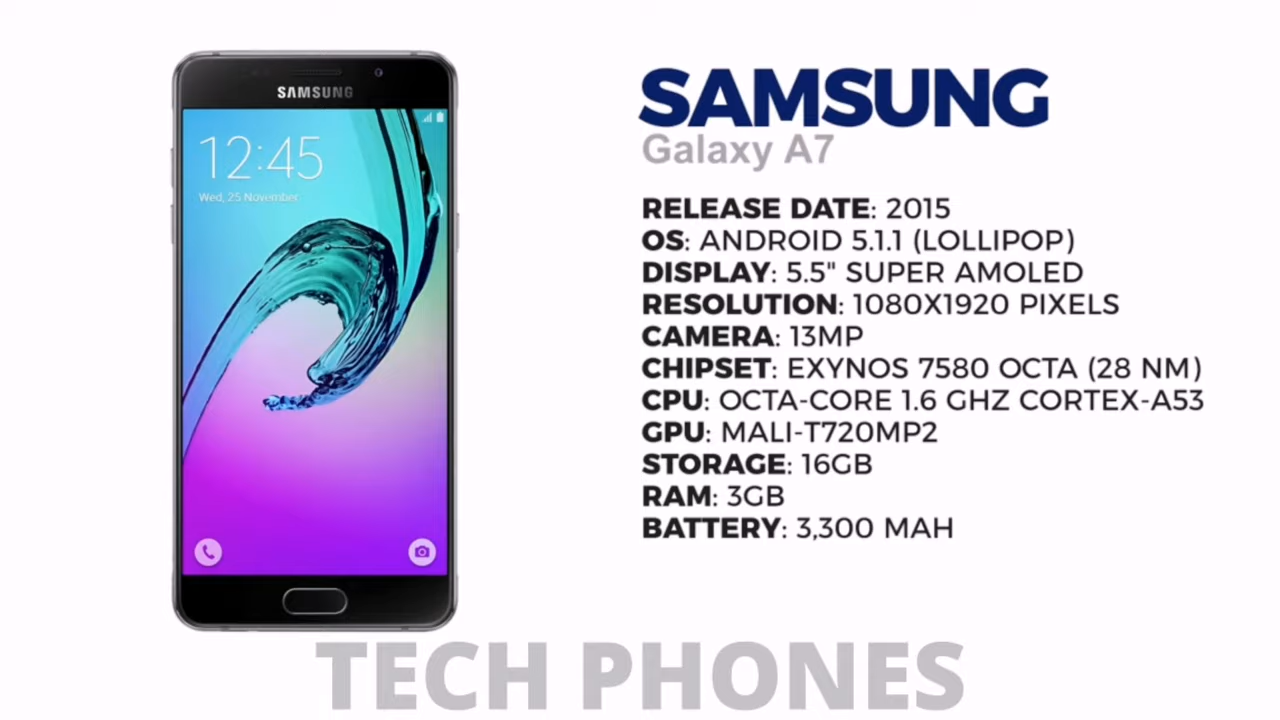 SAMSUNG
12:45
Wed, 25 November
SAMSUNG
Galaxy A7
RELEASE DATE: 2015
OS: ANDROID 5.1.1 (LOLLIPOP)
DISPLAY: 5.5" SUPER AMOLED
RESOLUTION: 1080X1920 PIXELS
CAMERA: 13MP
CHIPSET: EXYNOS 7580 OCTA (28 NM)
CPU: OCTA-CORE 1.6 GHZ CORTEX-A53
GPU: MALI-T720MP2
STORAGE: 16GB
RAM: 3GB
BATTERY: 3,300 MAH
TECH PHONES